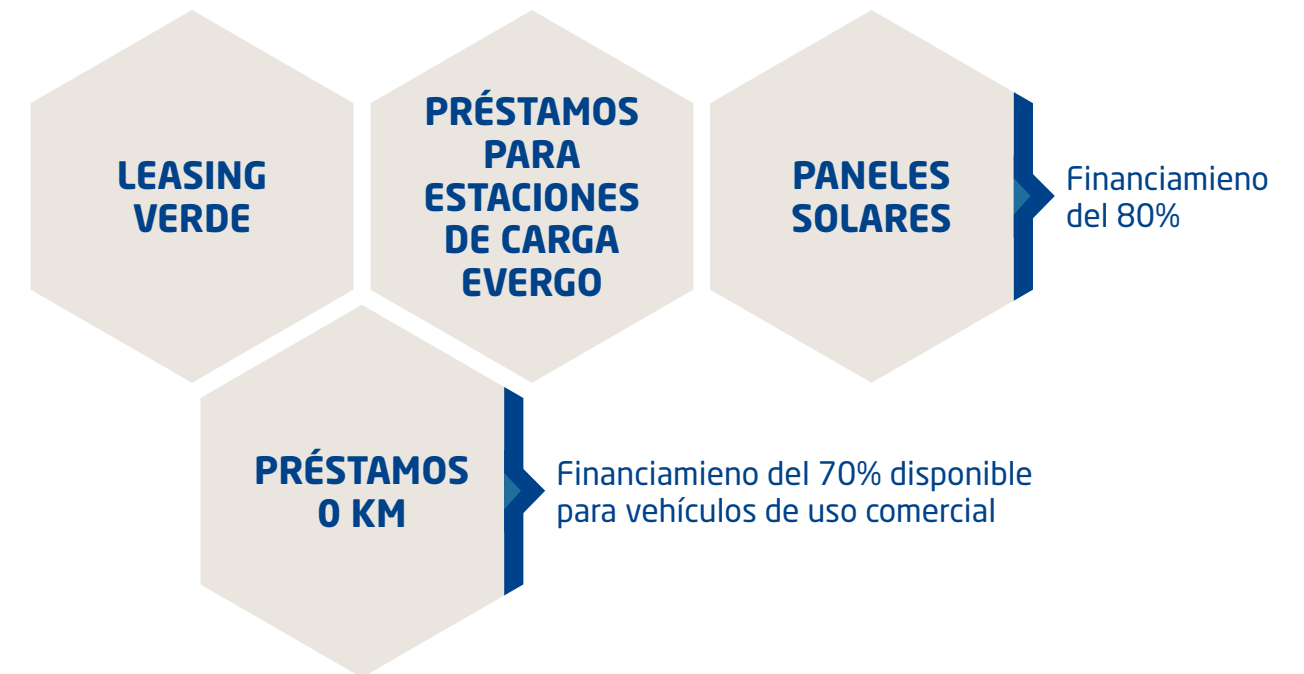 LEASING
VERDE
PRÉSTAMOS
PARA
ESTACIONES
DE CARGA
EVERGO
PANELES
SOLARES
Financiamieno
del 80%
PRÉSTAMOS
0 KM
Financiamieno del 70% disponible
para vehículos de uso comercial